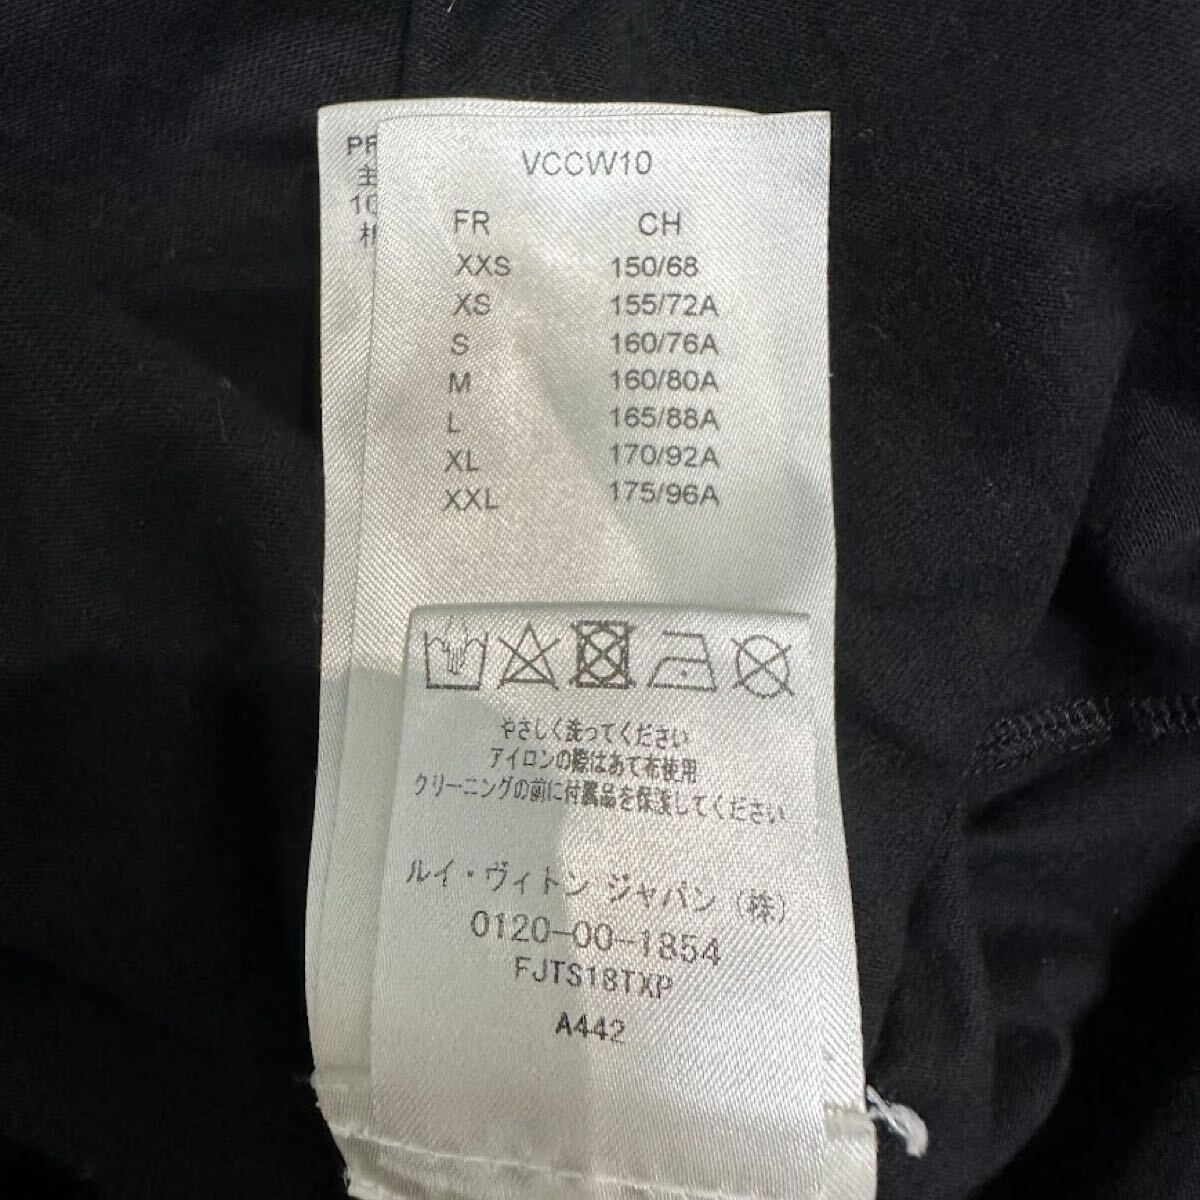 VCCW10
FR CH
XXS 150/68
XS 155/72A
S 160/76A
M 160/80A
L 165/88A
XL 170/92A
XXL 175/96A
PR
主
10
やさしく洗ってください
アイロンの際はあて布使用
クリーニングの前に付属品を保護してください
ルイ・ヴィトン ジャパン(株)
0120-00-1854
FJTS18TXP
A442